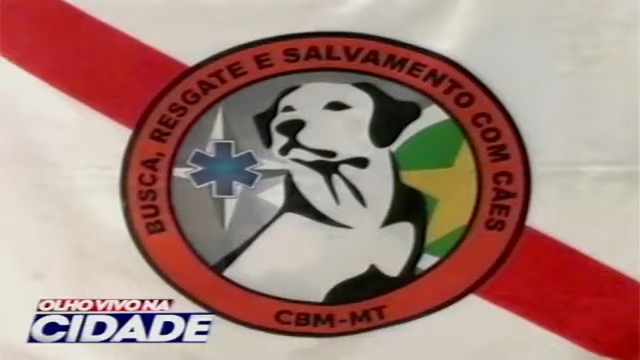 BUSCA, RESGATE E SALVAMENTO COM CÃES
CBM-MT
OLHO VIVO NA
CIDADE